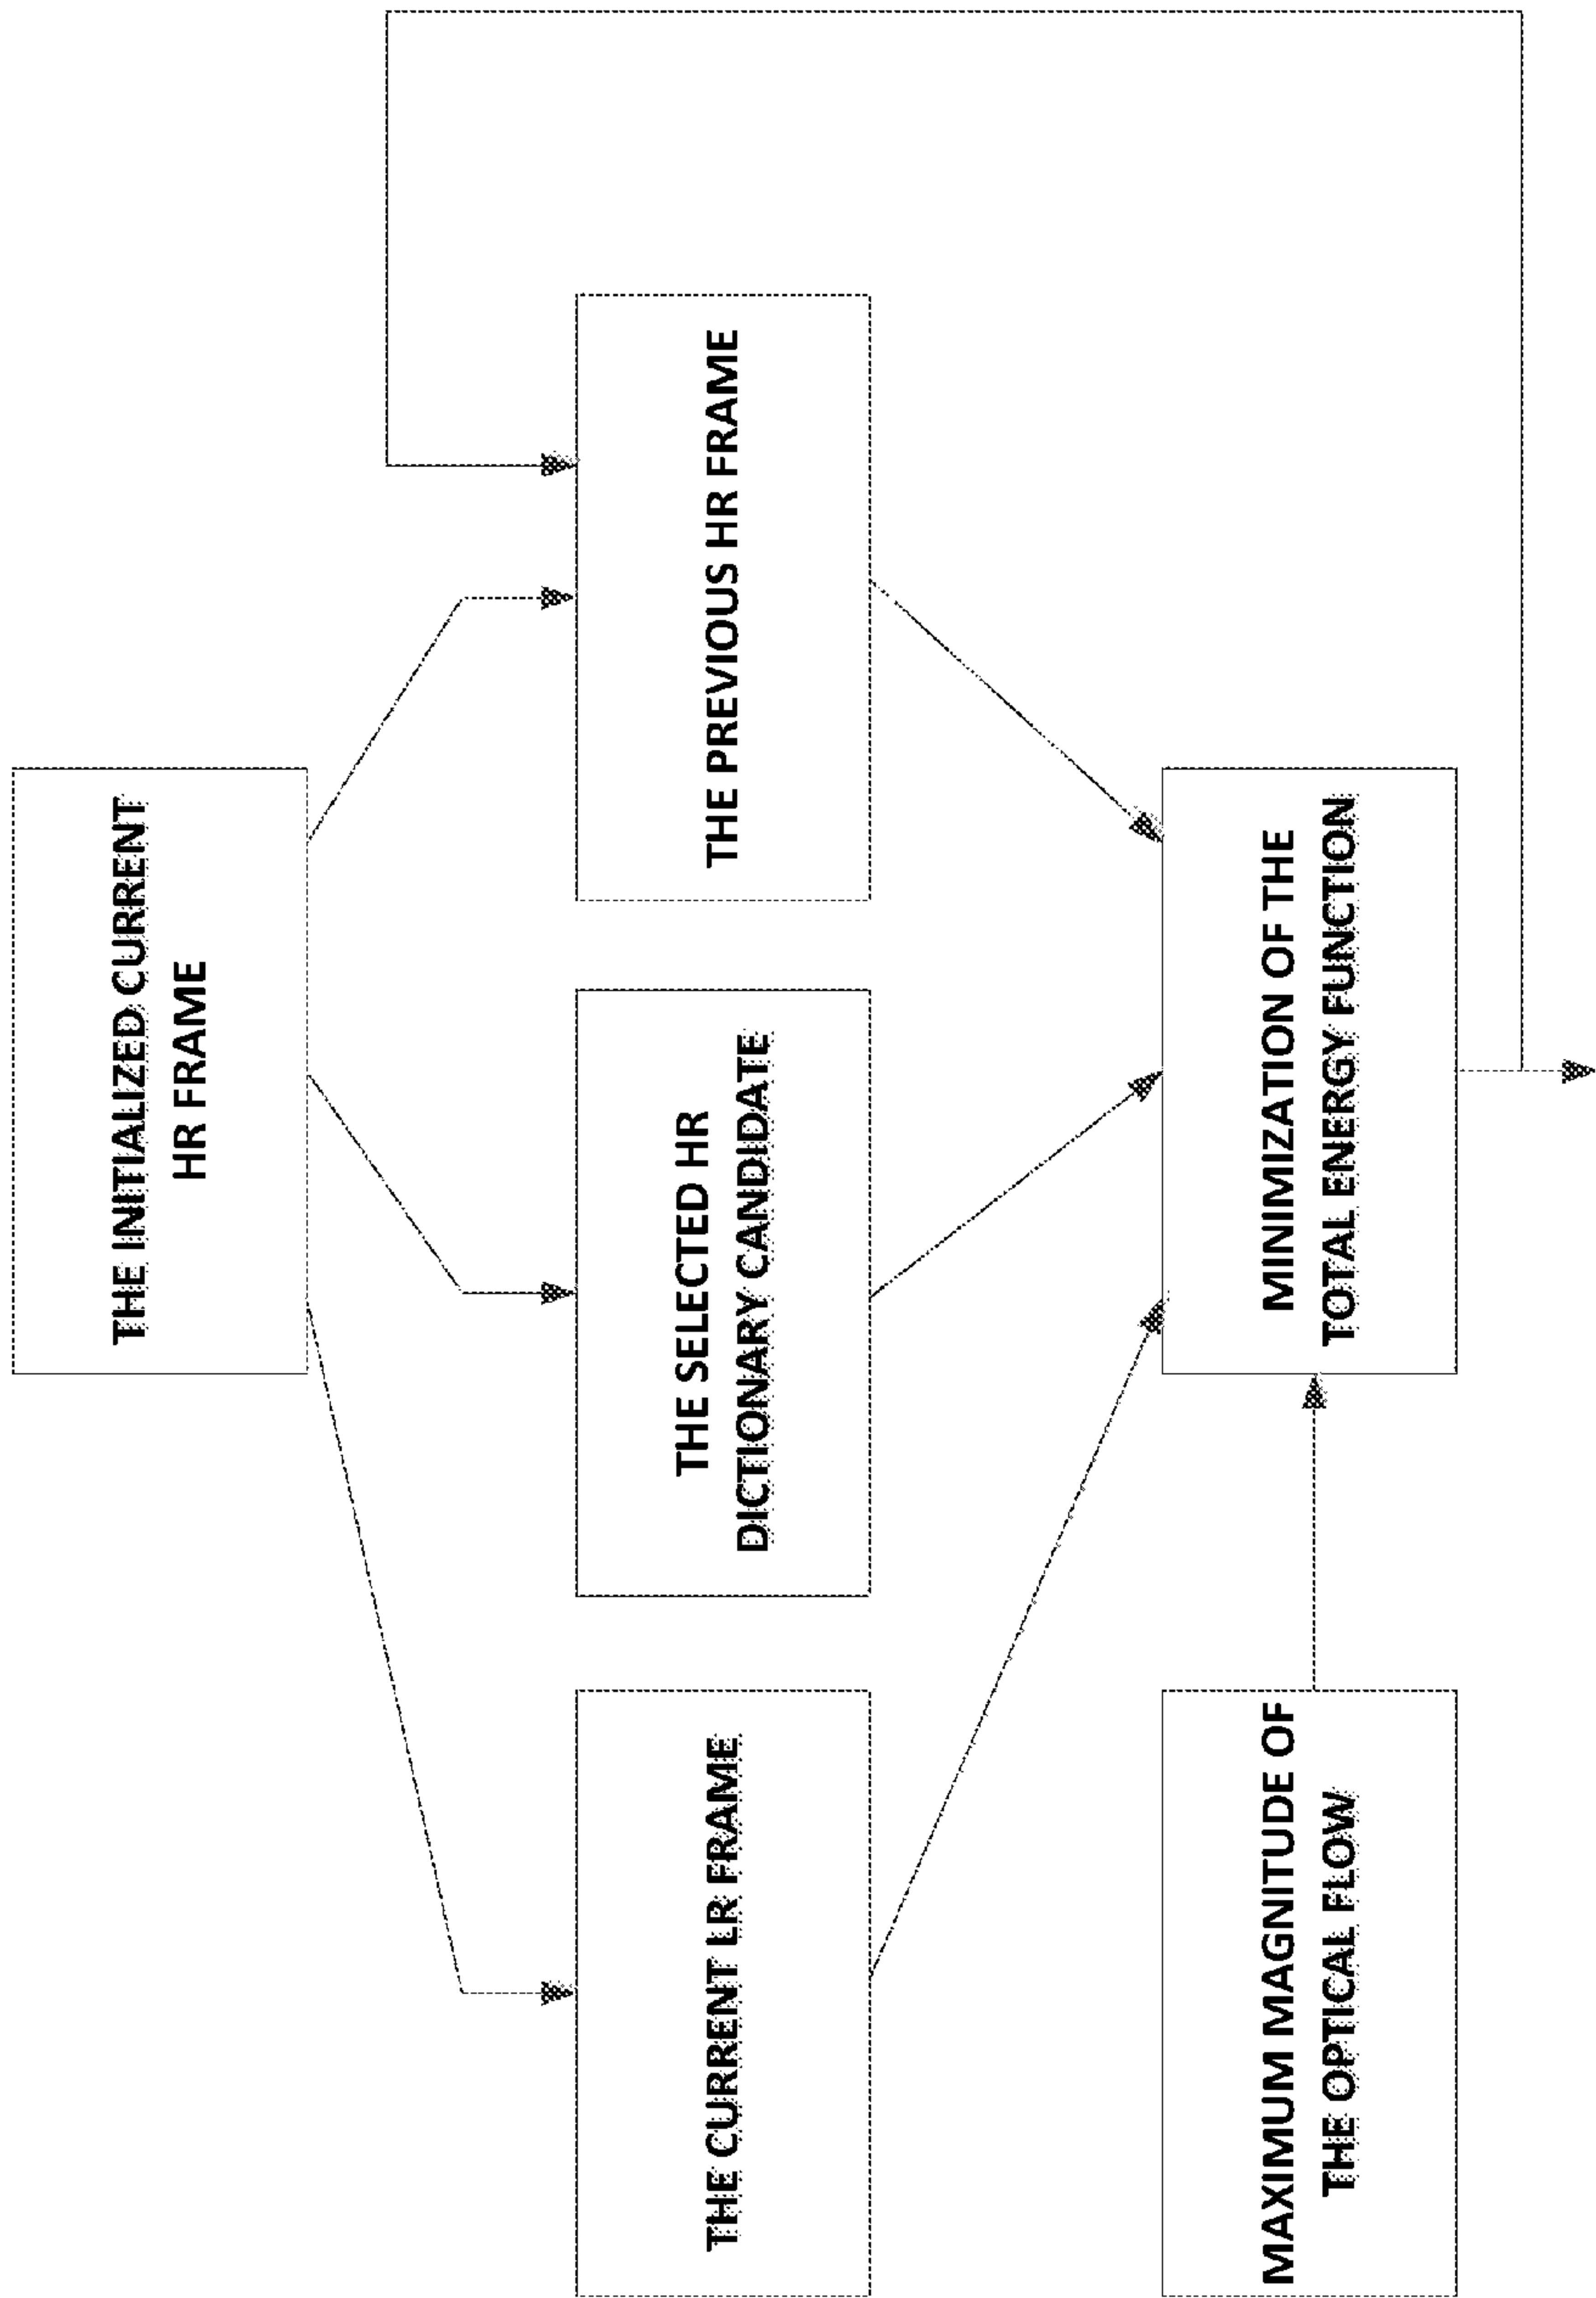 THE INITIALIZED CURRENT
HR FRAME
THE CURRENT LR FRAME
THE SELECTED HR
DICTIONARY CANDIDATE
THE PREVIOUS HR FRAME
MAXIMUM MAGNITUDE OF
THE OPTICAL FLOW
MINIMIZATION OF THE
TOTAL ENERGY FUNCTION